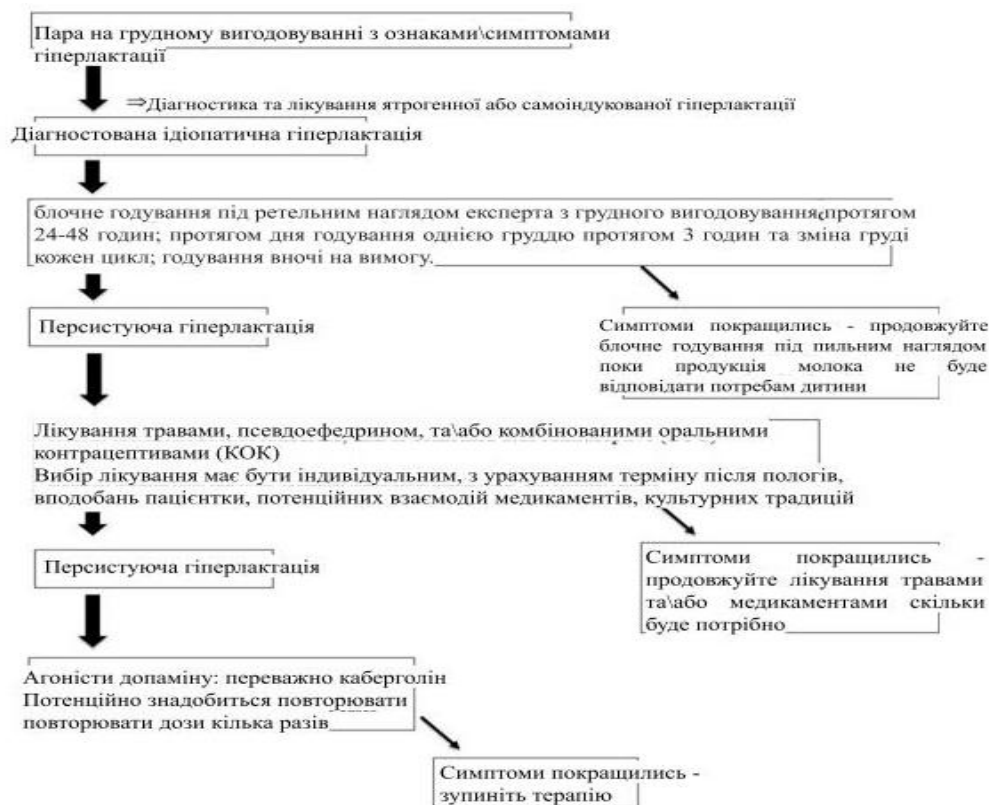 Пара на грудному вигодовуванні з ознаками\симптомами
гіперлактації
⇒Діагностика та лікування ятрогенної або самоіндукованої гіперлактації
Діагностована ідіопатична гіперлактація
блочне годування під ретельним наглядом експерта з грудного вигодовування протягом
24-48 годин; протягом дня годування однією груддю протягом 3 годин та зміна груді
кожен цикл; годування вночі на вимогу.
Персистуюча гіперлактація
Симптоми покращились - продовжуйте
блочне годування під пильним наглядом
поки продукція молока не буде
відповідати потребам дитини
Лікування травами, псевдоефедрином, та\або комбінованими оральними
контрацептивами (КОК)
Вибір лікування має бути індивідуальним, з урахуванням терміну після пологів,
вподобань пацієнтки, потенційних взаємодій медикаментів, культурних традицій
Персистуюча гіперлактація
Симптоми покращились -
продовжуйте лікування травами
та\або медикаментами скільки
буде потрібно
Агоністи допаміну: переважно каберголін
Потенційно знадобиться повторювати
повторювати дози кілька разів
Симптоми покращились -
зупиніть терапію